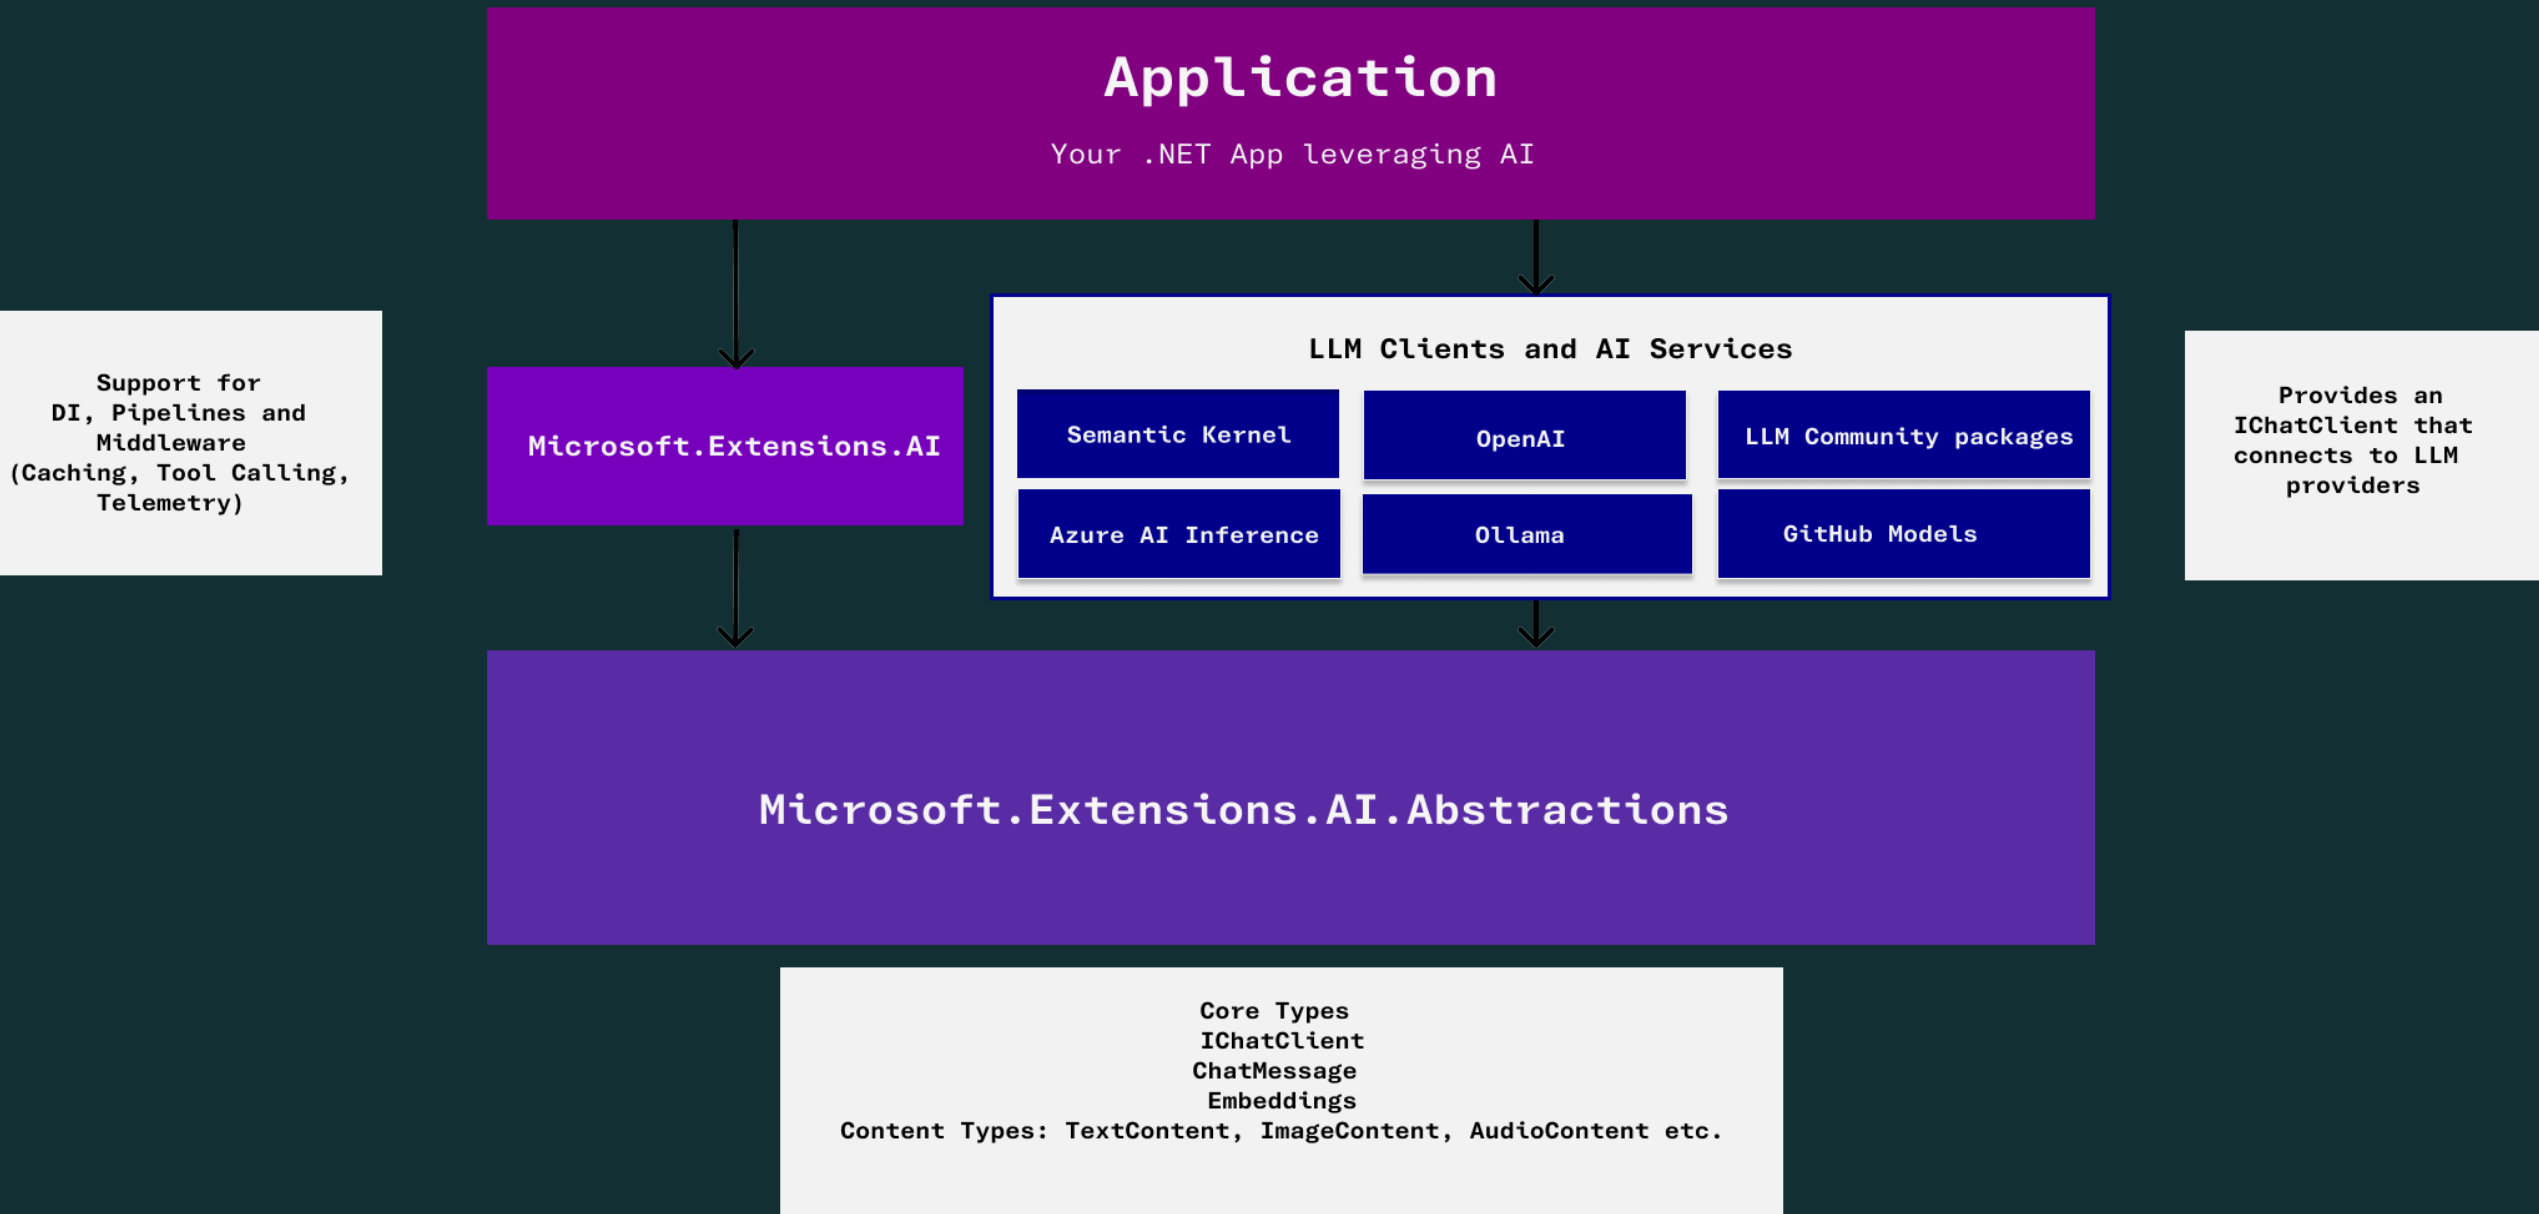 Application
Your .NET App leveraging AI
Support for
DI, Pipelines and
Middleware
(Caching, Tool Calling,
Telemetry)
Microsoft.Extensions.AI
LLM Clients and AI Services
Semantic Kernel
OpenAI
LLM Community packages
Azure AI Inference
Ollama
GitHub Models
Provides an
IChatClient that
connects to LLM
providers
Microsoft.Extensions.AI.Abstractions
Core Types
IChatClient
ChatMessage
Embeddings
Content Types: TextContent, ImageContent, AudioContent etc.